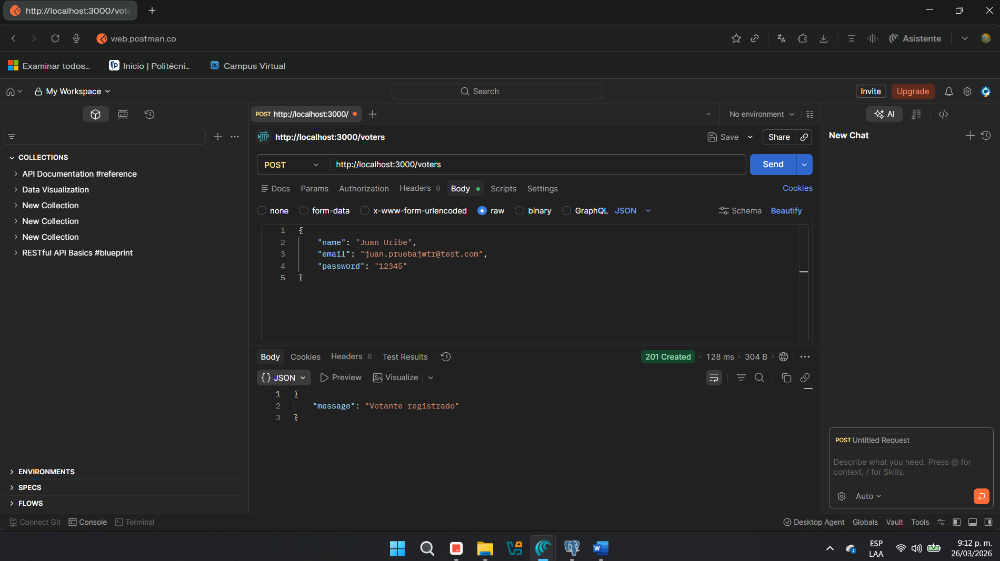 http://localhost:3000/vote
web.postman.co
Asistente
Examinar todos...
Inicio | Politécni...
Campus Virtual
My Workspace
Search
Invite
Upgrade
POST http://localhost:3000/
No environment
AI
HTTP http://localhost:3000/voters
Save
Share
New Chat
COLLECTIONS
API Documentation #reference
Data Visualization
New Collection
New Collection
New Collection
RESTful API Basics #blueprint
POST http://localhost:3000/voters
Send
Docs Params Authorization Headers 9 Body Scripts Settings
Cookies
none form-data x-www-form-urlencoded raw binary GraphQL JSON
Schema Beautify
1 {
2 "name": "Juan Uribe",
3 "email": "juan.pruebajwtr@test.com",
4 "password": "12345"
5 }
Body Cookies Headers 8 Test Results
201 Created • 128 ms • 304 B
{} JSON Preview Visualize
1 {
2 "message": "Votante registrado"
3 }
POST Untitled Request
Describe what you need. Press @ for
context, / for Skills.
Auto
ENVIRONMENTS
SPECS
FLOWS
Connect Git Console Terminal
Desktop Agent Globals Vault Tools
ESP
LAA
9:12 p. m.
26/03/2026